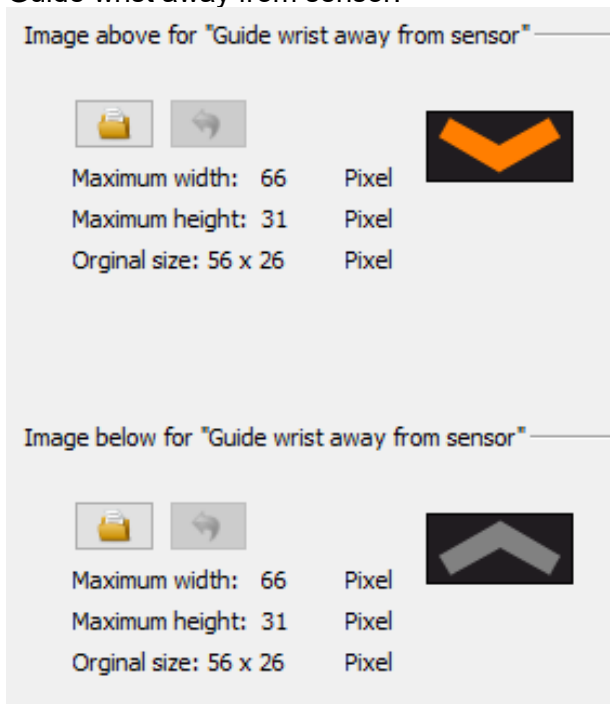 Image above for "Guide wrist away from sensor"
Maximum width: 66 Pixel
Maximum height: 31 Pixel
Orginal size: 56 x 26 Pixel
Image below for "Guide wrist away from sensor"
Maximum width: 66 Pixel
Maximum height: 31 Pixel
Orginal size: 56 x 26 Pixel